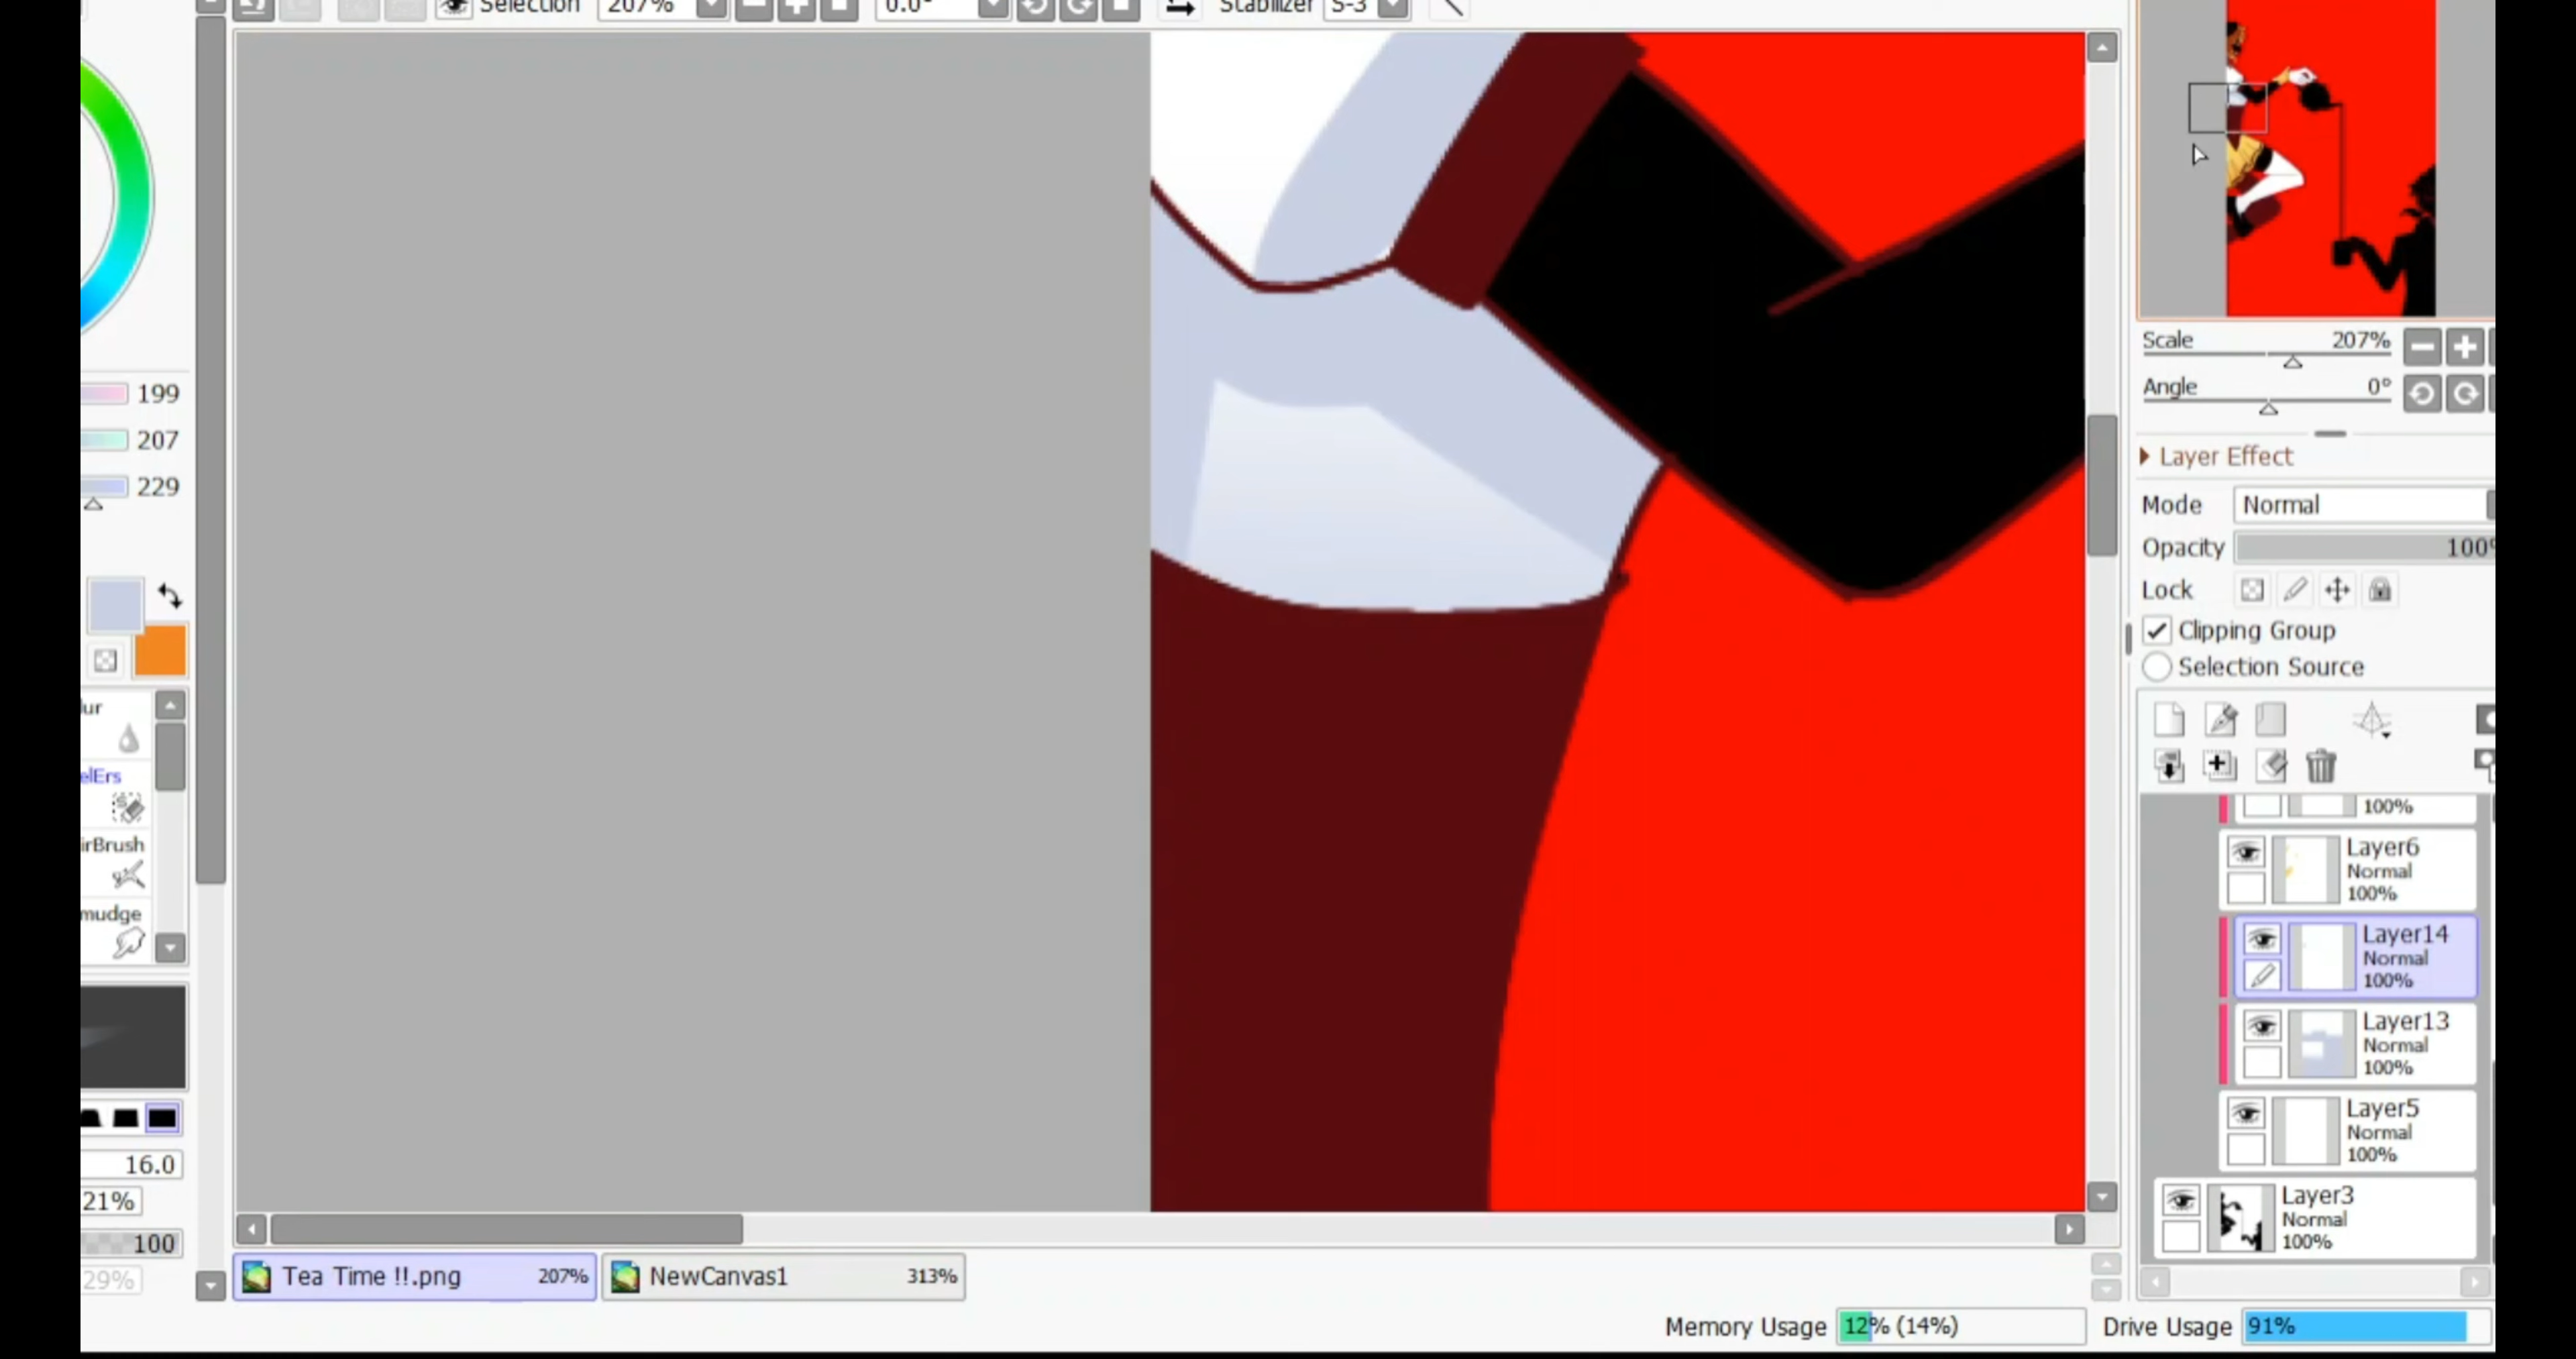 Selection 207% 0.0° Stabilizer S-3
199
207
229
ur
elErs
irBrush
mudge
16.0
21%
100
29%
Scale 207%
Angle 0°
Layer Effect
Mode Normal
Opacity 100%
Lock
Clipping Group
Selection Source
100%
Layer6
Normal
100%
Layer14
Normal
100%
Layer13
Normal
100%
Layer5
Normal
100%
Layer3
Normal
100%
Tea Time !!.png 207% NewCanvas1 313%
Memory Usage 12% (14%) Drive Usage 91%